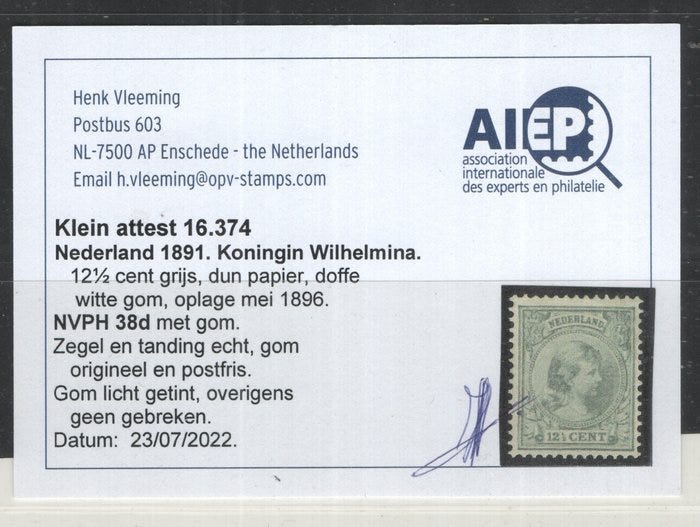 Henk Vleeming
Postbus 603
NL-7500 AP Enschede - the Netherlands
Email h.vleeming@opv-stamps.com
AIEP
association
internationale
des experts en philatelie
Klein attest 16.374
Nederland 1891. Koningin Wilhelmina.
12½ cent grijs, dun papier, doffe
witte gom, oplage mei 1896.
NVPH 38d met gom.
Zegel en tanding echt, gom
origineel en postfris.
Gom licht getint, overigens
geen gebreken.
Datum: 23/07/2022.
NEDERLAND
12½ CENT